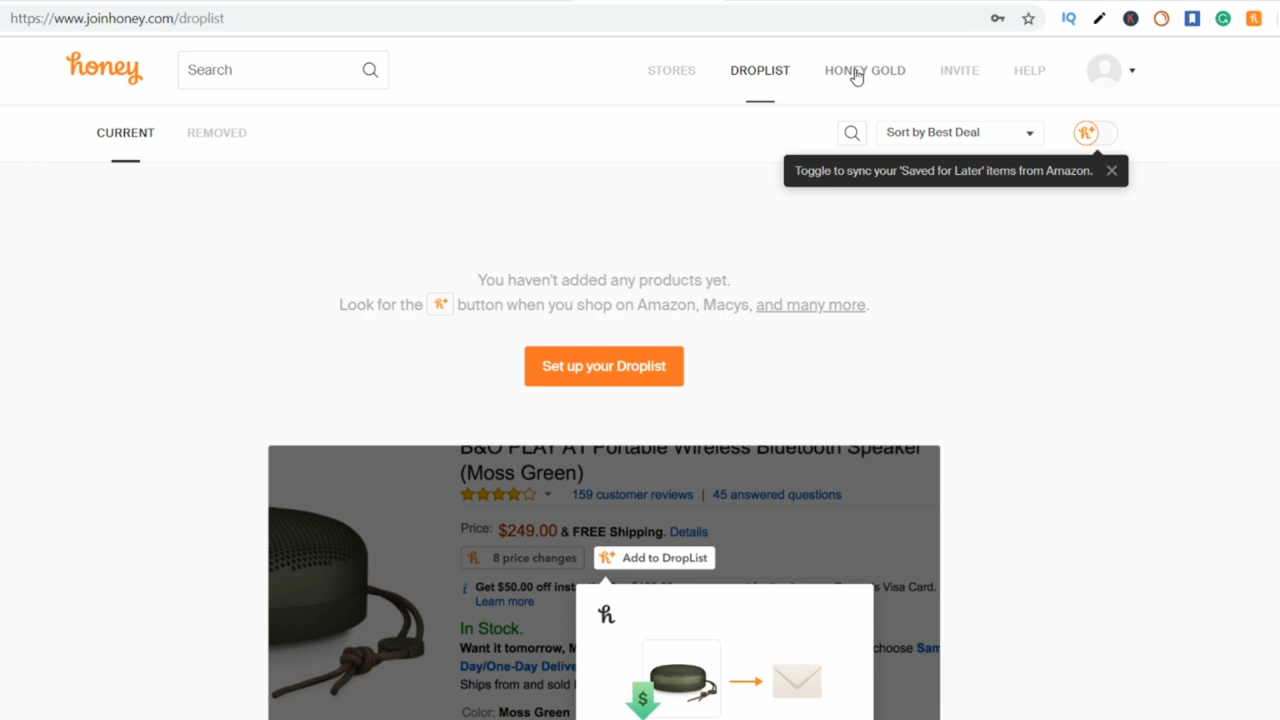 https://www.joinhoney.com/droplist
honey
Search
STORES DROPLIST HONEY GOLD INVITE HELP
CURRENT REMOVED
Sort by Best Deal
Toggle to sync your 'Saved for Later' items from Amazon.
You haven't added any products yet.
Look for the h+ button when you shop on Amazon, Macys, and many more.
Set up your Droplist
B&O PLAY A1 Portable Wireless Bluetooth Speaker
(Moss Green)
159 customer reviews | 45 answered questions
Price: $249.00 & FREE Shipping. Details
h 8 price changes h+ Add to DropList
i Get $50.00 off inst s Visa Card.
Learn more
h
In Stock.
Want it tomorrow, M choose Sam
Day/One-Day Delive
Ships from and sold
$
Color: Moss Green